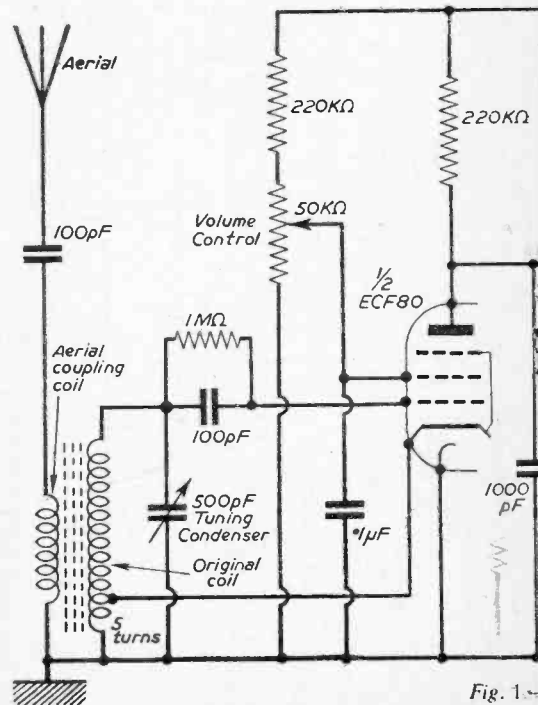 Aerial
220KΩ
220KΩ
Volume
Control
50KΩ
100pF
½
ECF80
1MΩ
Aerial
coupling
coil
100pF
500pF
Tuning
Condenser
·1μF
1000
pF
Original
coil
5
turns
Fig. 1